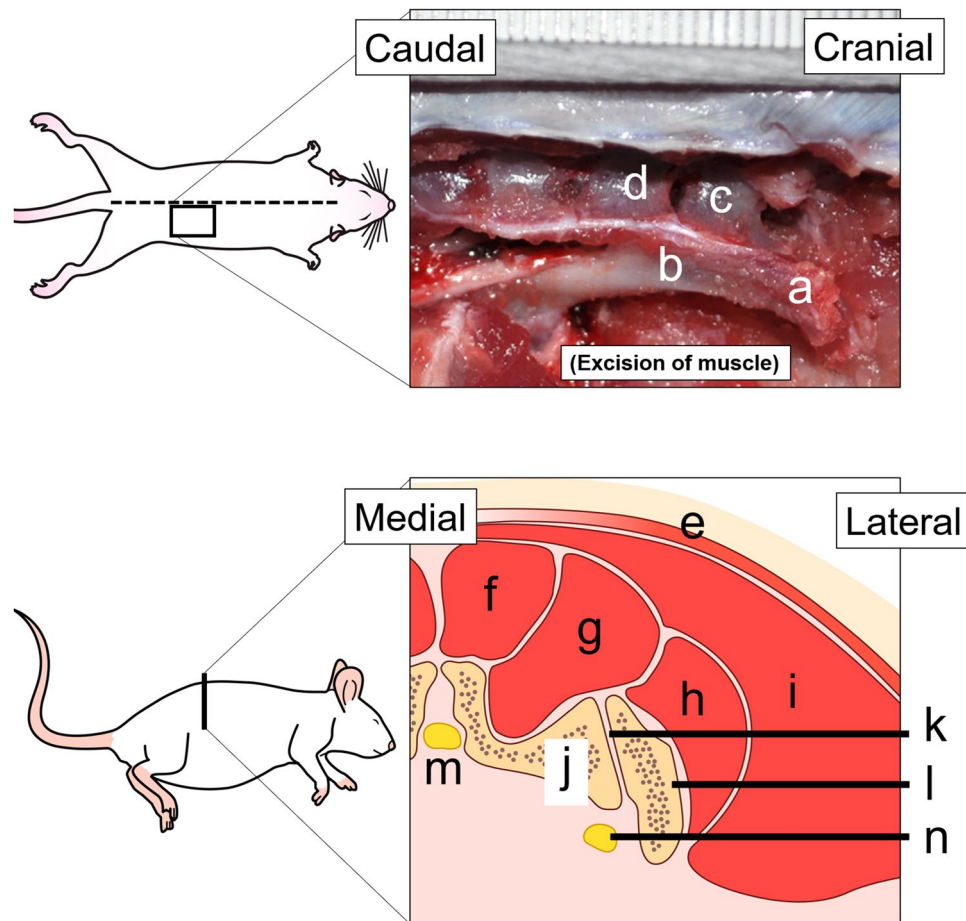 Caudal
Cranial
d
c
b
a
(Excision of muscle)
Medial
Lateral
e
f
g
h
i
k
j
l
m
n